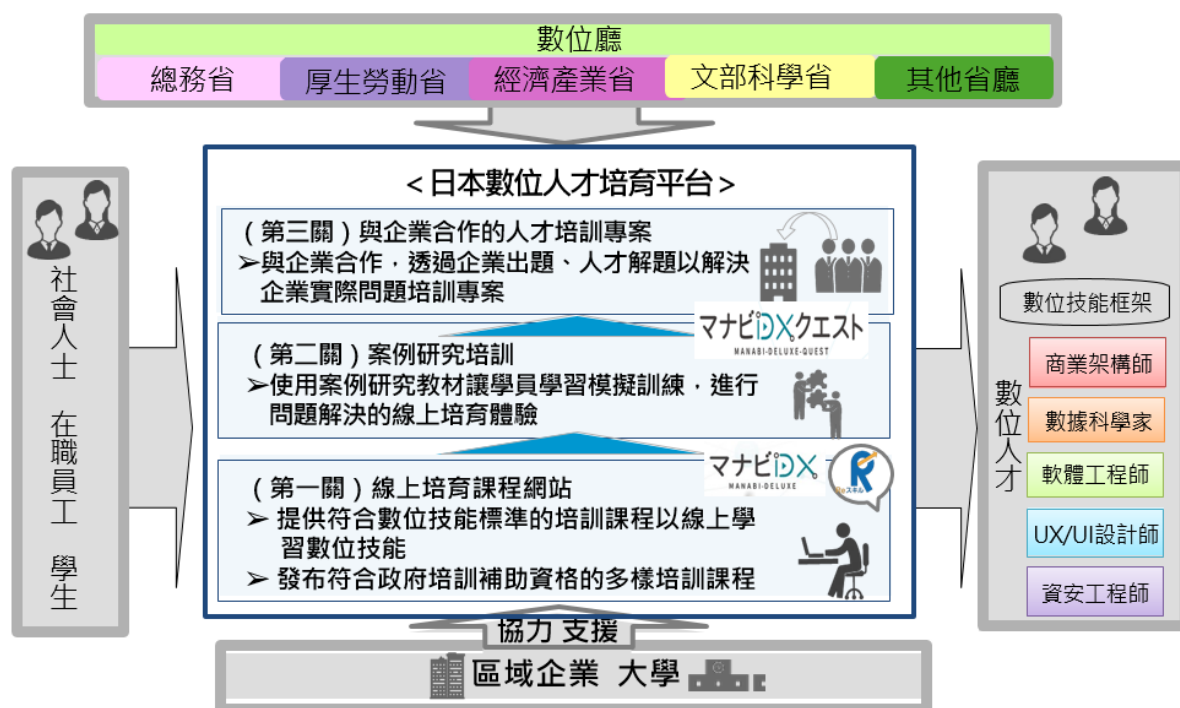 數位廳
總務省
厚生勞動省
經濟產業省
文部科學省
其他省廳
社會人士 在職員工 學生
<日本數位人才培育平台>
(第三關)與企業合作的人才培訓專案
➢與企業合作,透過企業出題、人才解題以解決
企業實際問題培訓專案
マナビDXクエスト
MANABI-DELUXE-QUEST
(第二關)案例研究培訓
➢使用案例研究教材讓學員學習模擬訓練,進行
問題解決的線上培育體驗
マナビDX
MANABI-DELUXE
R
Reスキル
(第一關)線上培育課程網站
➢ 提供符合數位技能標準的培訓課程以線上學
習數位技能
➢ 發布符合政府培訓補助資格的多樣培訓課程
數位技能框架
數位人才
商業架構師
數據科學家
軟體工程師
UX/UI設計師
資安工程師
協力 支援
區域企業 大學